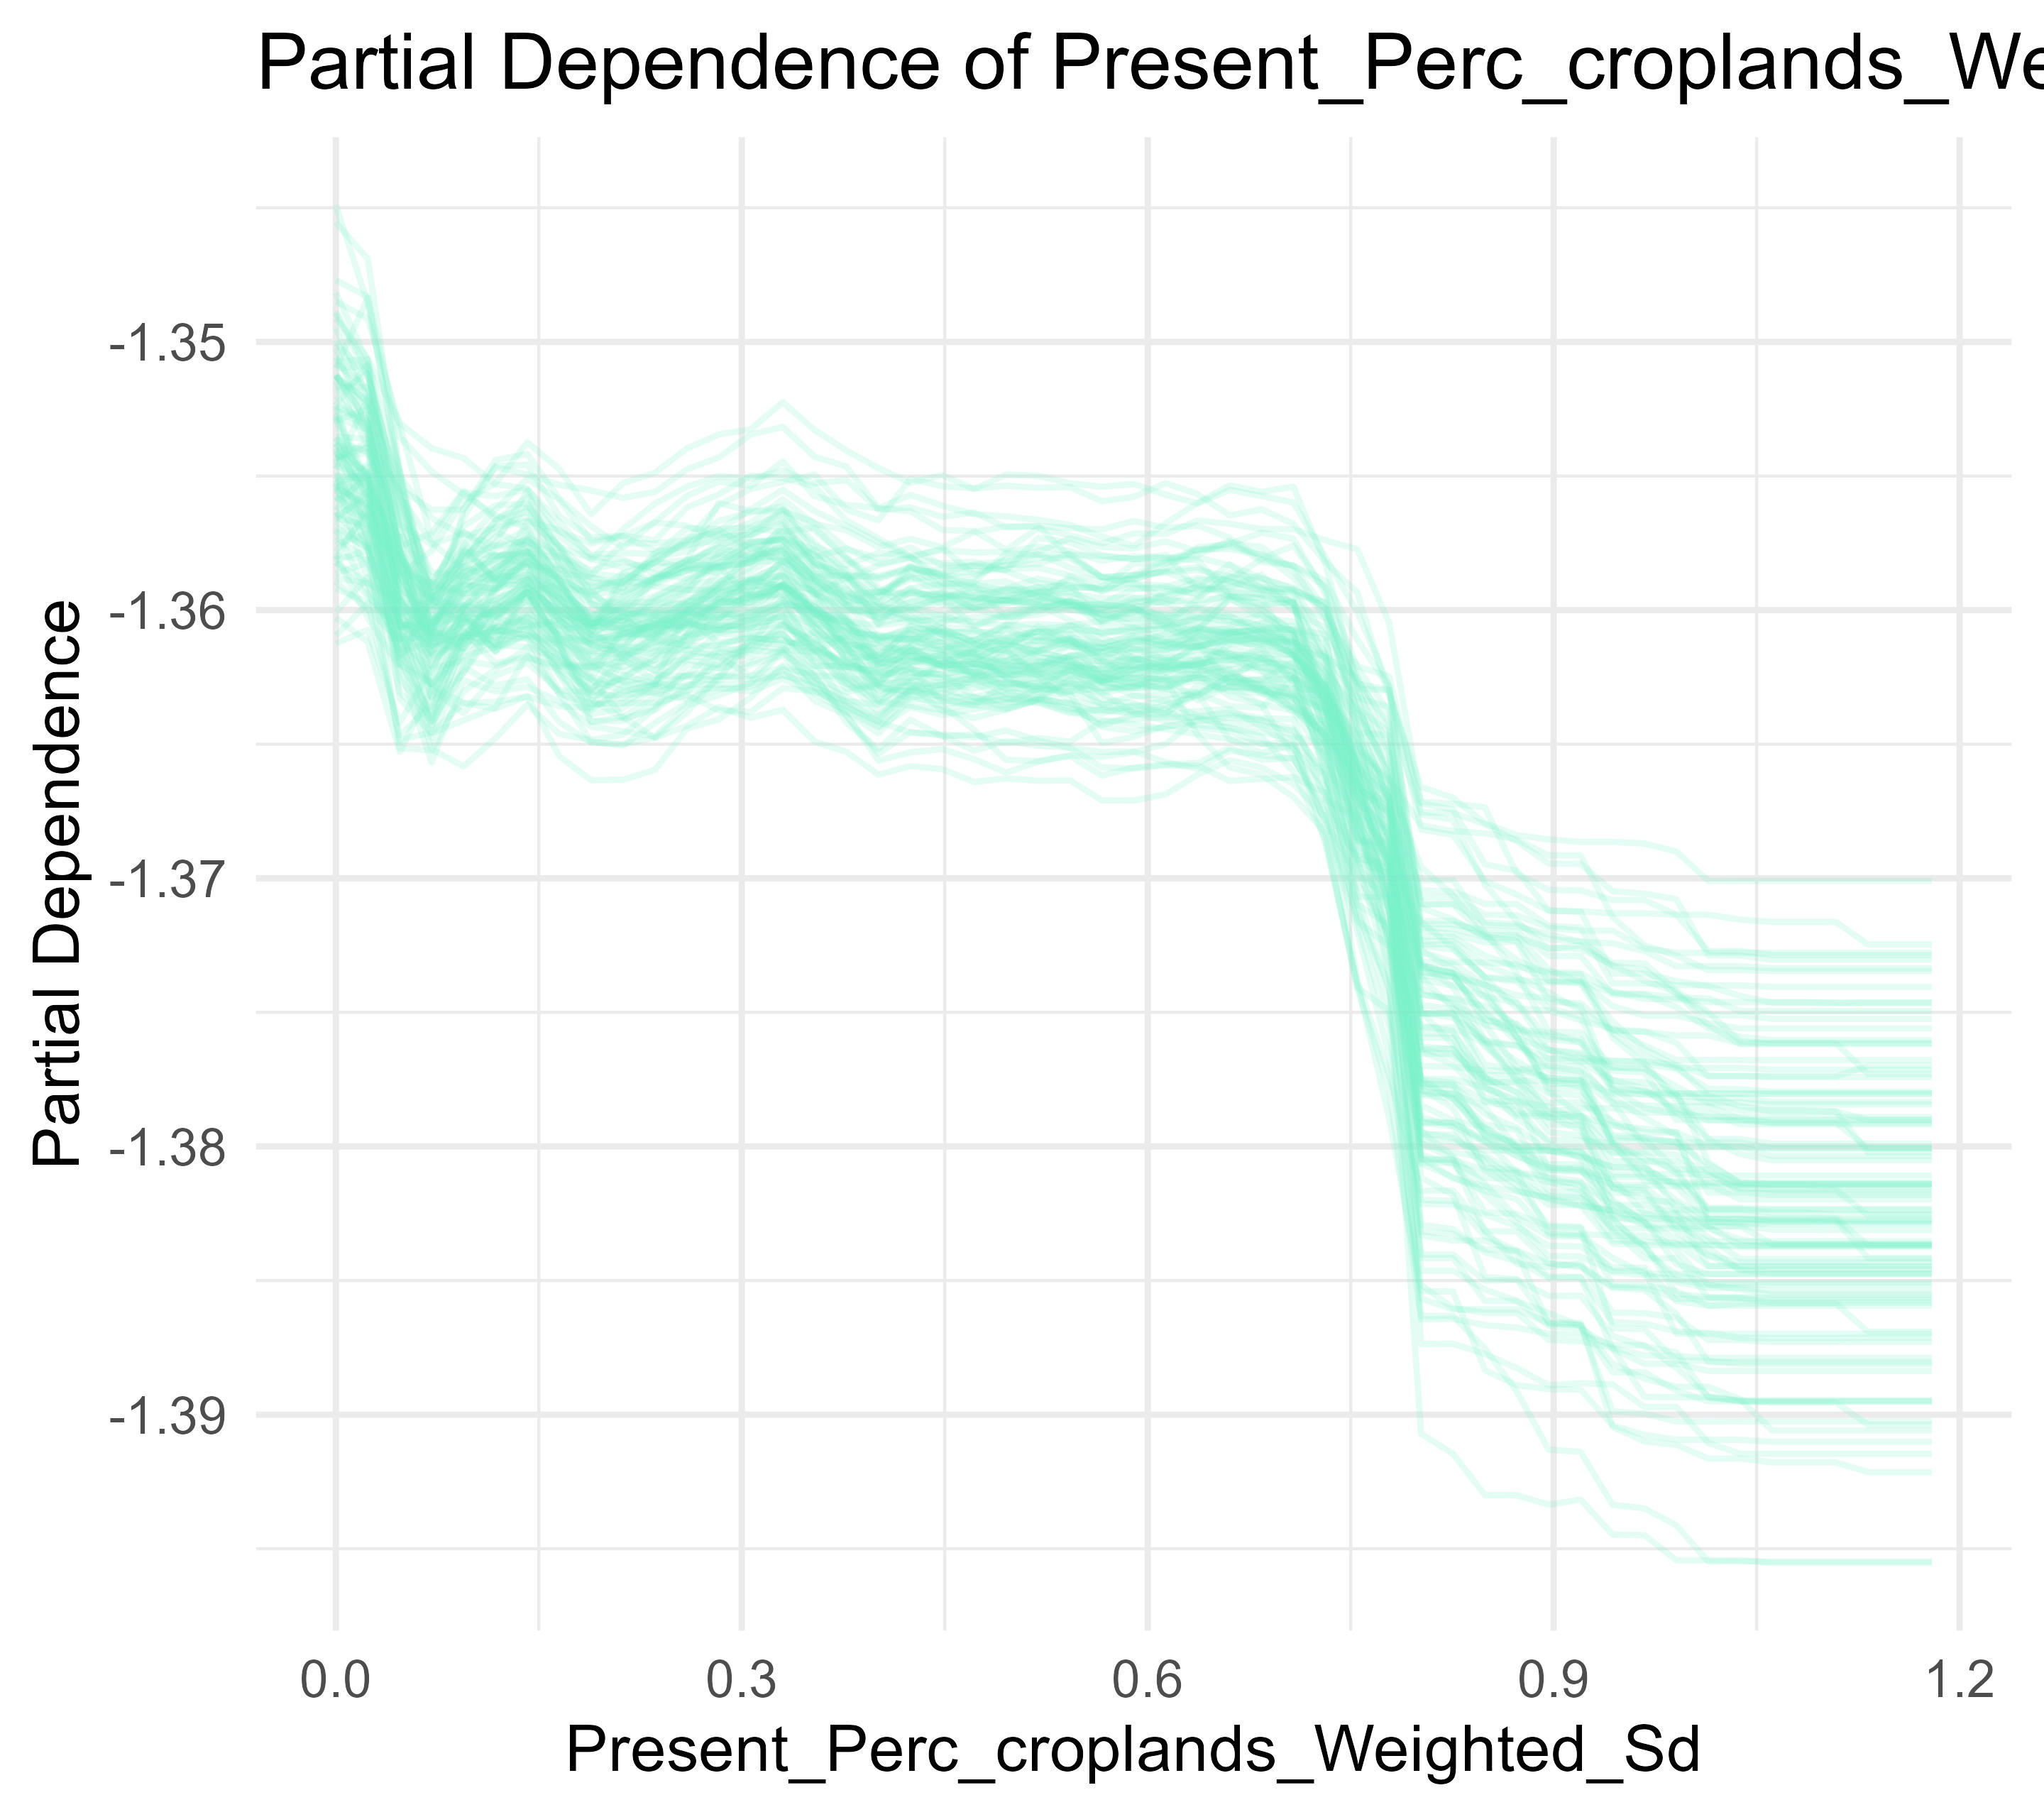 Partial Dependence of Present_Perc_croplands_We
Partial Dependence
-1.35
-1.36
-1.37
-1.38
-1.39
0.0 0.3 0.6 0.9 1.2
Present_Perc_croplands_Weighted_Sd